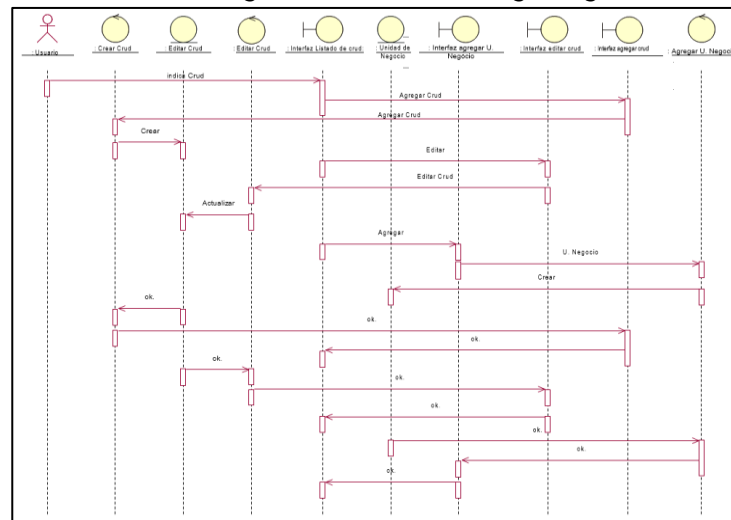 : Usuario
: Crear Crud
: Editar Crud
: Editar Crud
: Interfaz Listado de crud
: Unidad de
Negocio
: Interfaz agregar U.
Negocio
: Interfaz editar crud
: Interfaz agregar crud
: Agregar U. Negoci
indica Crud
Agregar Crud
Agregar Crud
Crear
Editar
Editar Crud
Actualizar
Agregar
U. Negocio
Crear
ok.
ok.
ok.
ok.
ok.
ok.
ok.
ok.
ok.